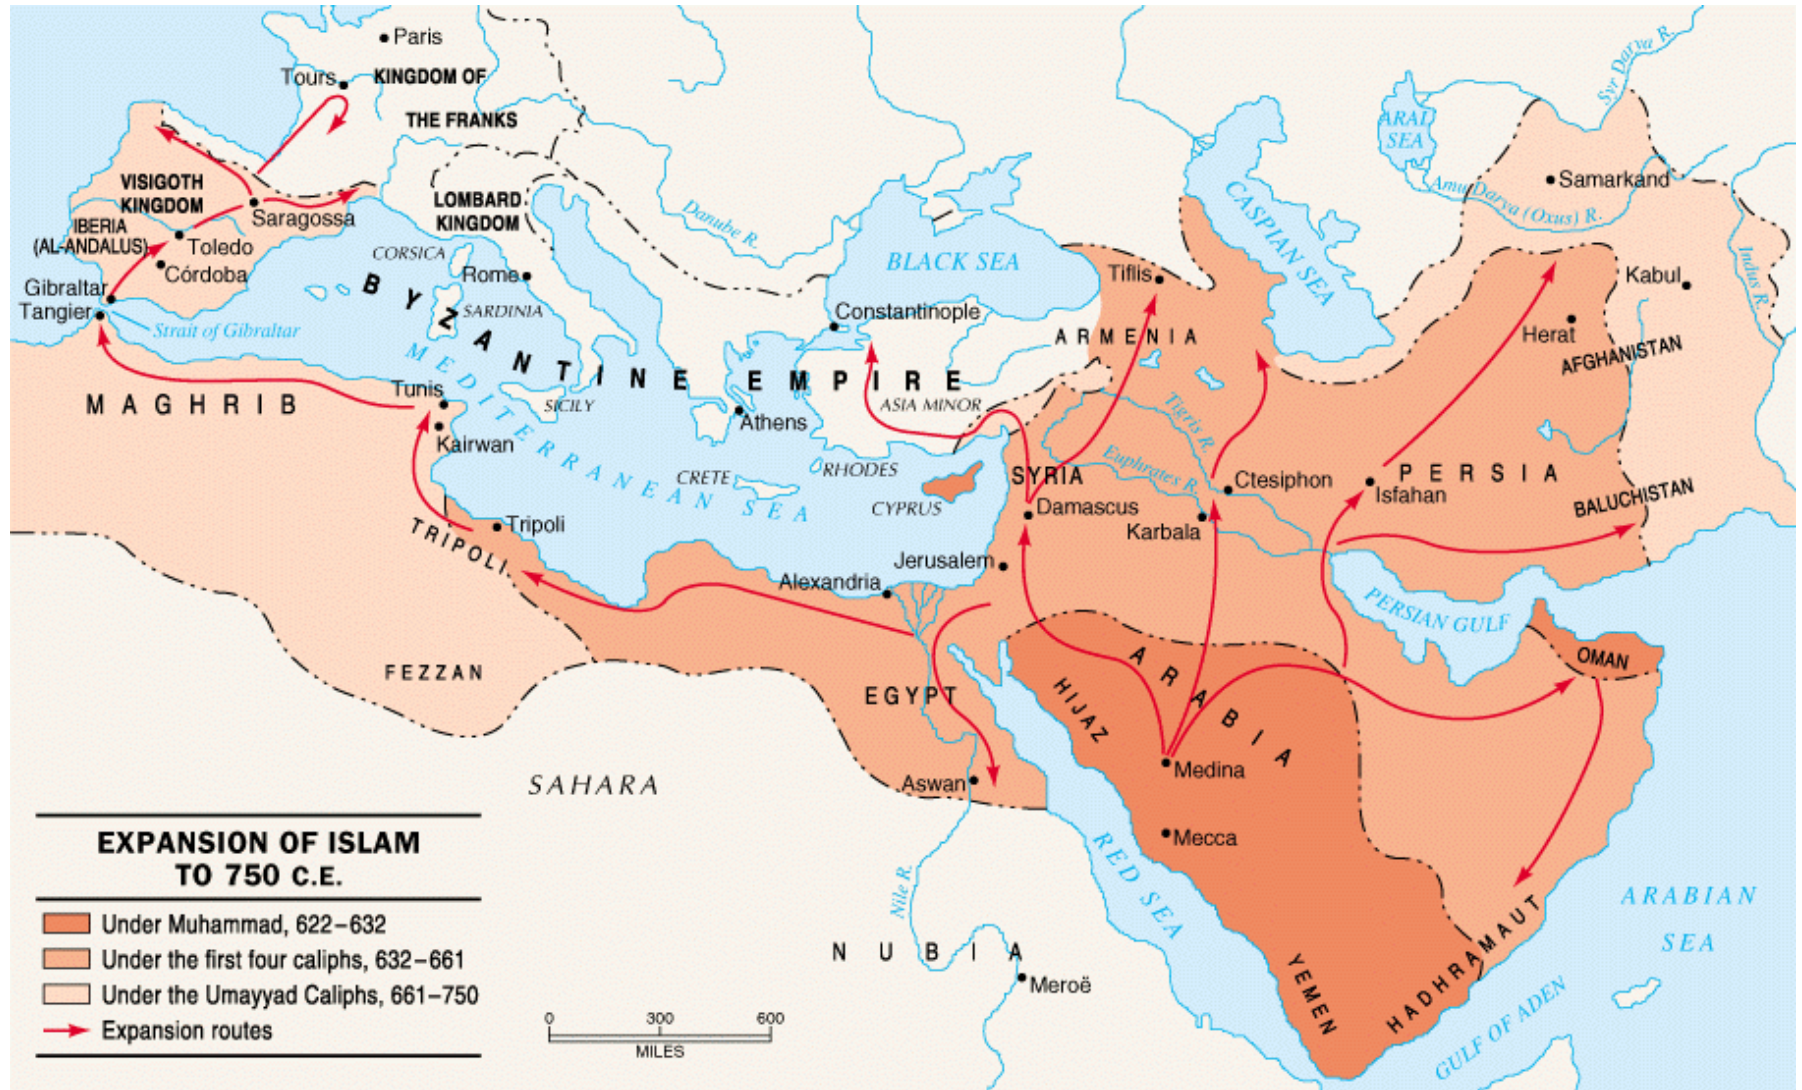 Paris
Tours
KINGDOM OF
THE FRANKS
VISIGOTH
KINGDOM
IBERIA
(AL-ANDALUS)
Saragossa
Toledo
Córdoba
Gibraltar
Tangier
Strait of Gibraltar
LOMBARD
KINGDOM
CORSICA
Rome
SARDINIA
Danube R.
BLACK SEA
Constantinople
BYZANTINE EMPIRE
MEDITERRANEAN SEA
SICILY
Athens
ASIA MINOR
CRETE
RHODES
CYPRUS
MAGHRIB
Tunis
Kairwan
Tripoli
TRIPOLI
FEZZAN
SAHARA
Alexandria
EGYPT
Aswan
Nile R.
NUBIA
Meroë
Tiflis
ARMENIA
CASPIAN SEA
ARAL
SEA
Syr Darva R.
Amu Darva (Oxus) R.
Samarkand
Indus R.
Kabul
Herat
AFGHANISTAN
Tigris R.
Euphrates R.
SYRIA
Damascus
Jerusalem
Ctesiphon
Karbala
Isfahan
PERSIA
BALUCHISTAN
PERSIAN GULF
OMAN
ARABIA
HIJAZ
Medina
Mecca
RED SEA
YEMEN
HADHRAMAUT
GULF OF ADEN
ARABIAN
SEA
EXPANSION OF ISLAM
TO 750 C.E.
Under Muhammad, 622–632
Under the first four caliphs, 632–661
Under the Umayyad Caliphs, 661–750
Expansion routes
0 300 600
MILES